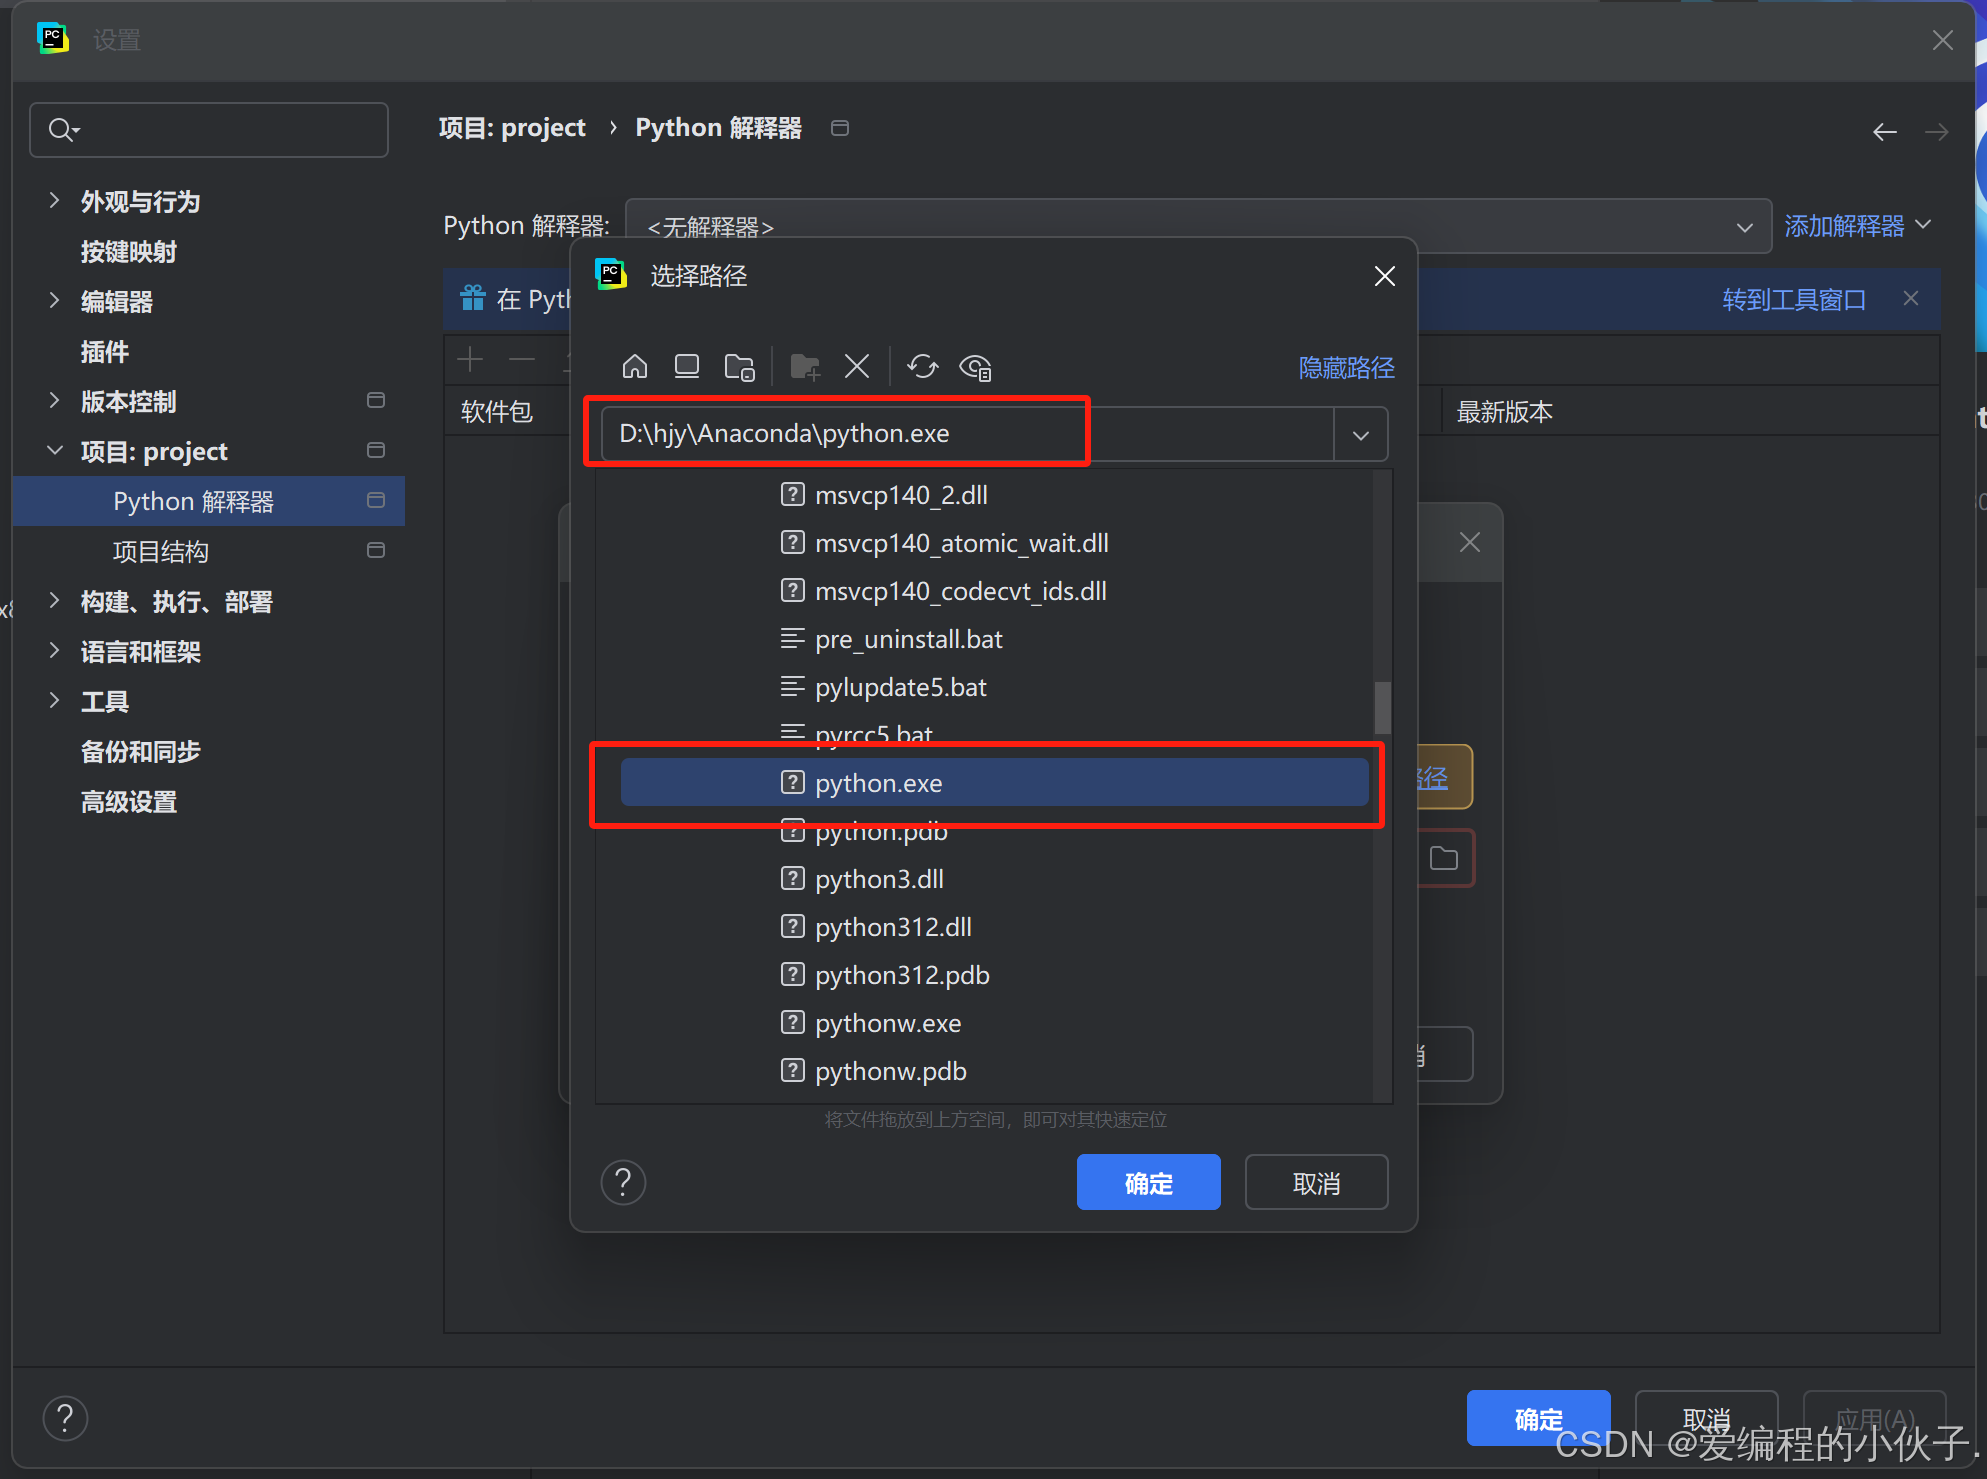 设置
项目: project › Python 解释器
外观与行为
按键映射
编辑器
插件
版本控制
项目: project
Python 解释器
项目结构
构建、执行、部署
语言和框架
工具
备份和同步
高级设置
Python 解释器:
<无解释器>
添加解释器
在 Pyth
转到工具窗口
软件包
最新版本
选择路径
隐藏路径
D:\hjy\Anaconda\python.exe
msvcp140_2.dll
msvcp140_atomic_wait.dll
msvcp140_codecvt_ids.dll
pre_uninstall.bat
pylupdate5.bat
pyrcc5.bat
python.exe
python.pdb
python3.dll
python312.dll
python312.pdb
pythonw.exe
pythonw.pdb
将文件拖放到上方空间，即可对其快速定位
确定
取消
径
确定
取消
应用(A)
CSDN @爱编程的小伙子.